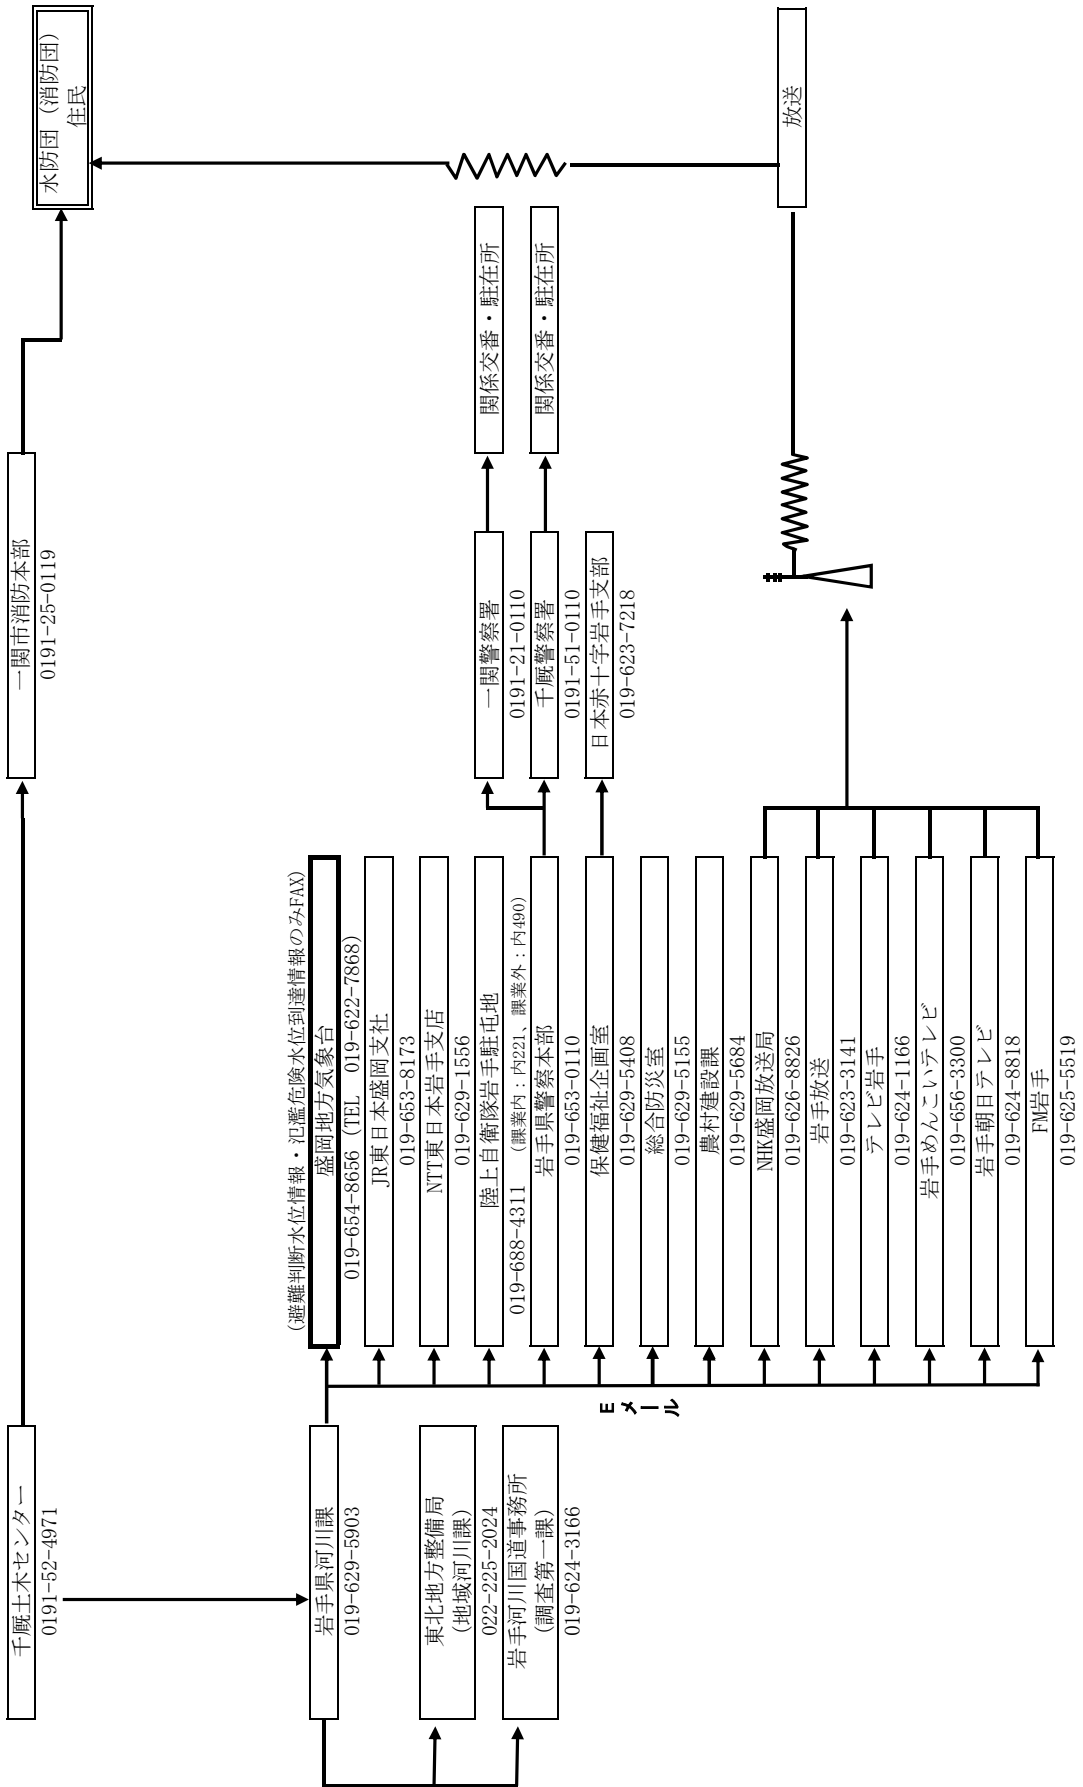 千厩土木センター
0191-52-4971
一関市消防本部
0191-25-0119
水防団（消防団）
住民
岩手県河川課
019-629-5903
東北地方整備局
（地域河川課）
022-225-2024
岩手河川国道事務所
（調査第一課）
019-624-3166
Eメール
（避難判断水位情報・氾濫危険水位到達情報のみFAX）
盛岡地方気象台
019-654-8656（TEL 019-622-7868）
JR東日本盛岡支社
019-653-8173
NTT東日本岩手支店
019-629-1556
陸上自衛隊岩手駐屯地
019-688-4311 （課業内：内221、課業外：内490）
岩手県警察本部
019-653-0110
保健福祉企画室
019-629-5408
総合防災室
019-629-5155
農村建設課
019-629-5684
NHK盛岡放送局
019-626-8826
岩手放送
019-623-3141
テレビ岩手
019-624-1166
岩手めんこいテレビ
019-656-3300
岩手朝日テレビ
019-624-8818
FM岩手
019-625-5519
一関警察署
0191-21-0110
千厩警察署
0191-51-0110
日本赤十字岩手支部
019-623-7218
関係交番・駐在所
関係交番・駐在所
放送